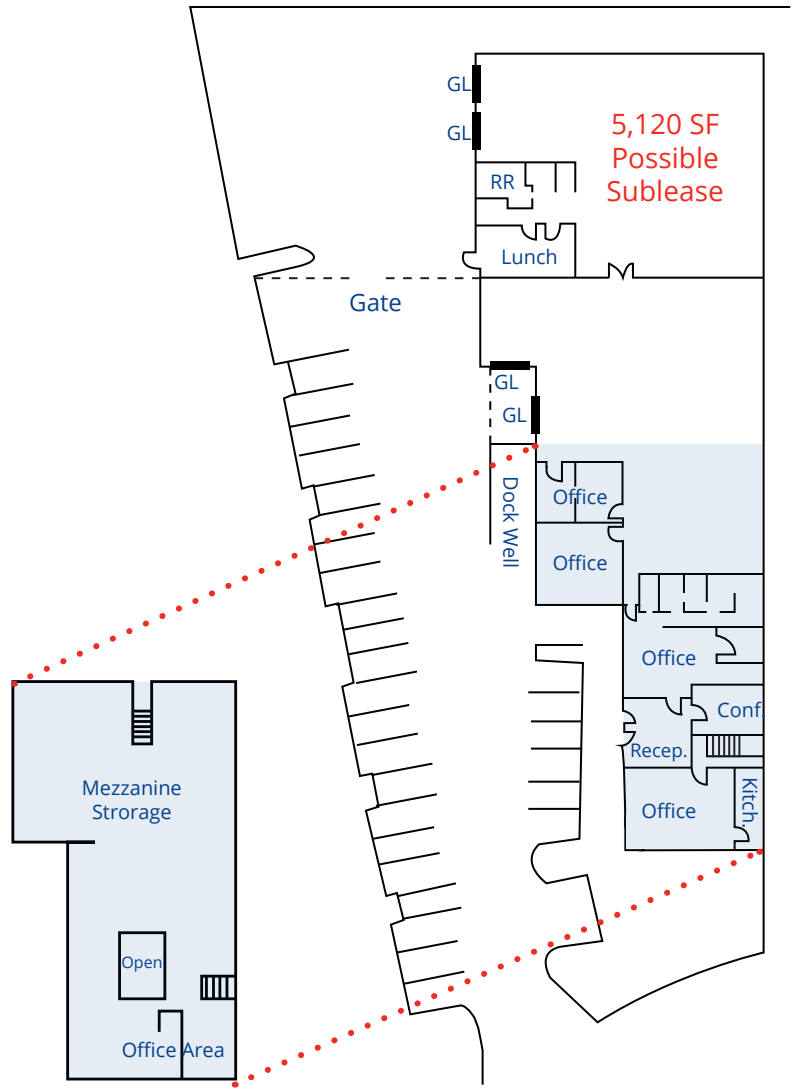 GL
GL
5,120 SF
Possible
Sublease
RR
Lunch
Gate
GL
GL
Dock Well
Office
Office
Office
Conf.
Recep.
Office
Kitch.
Mezzanine
Strorage
Open
Office Area